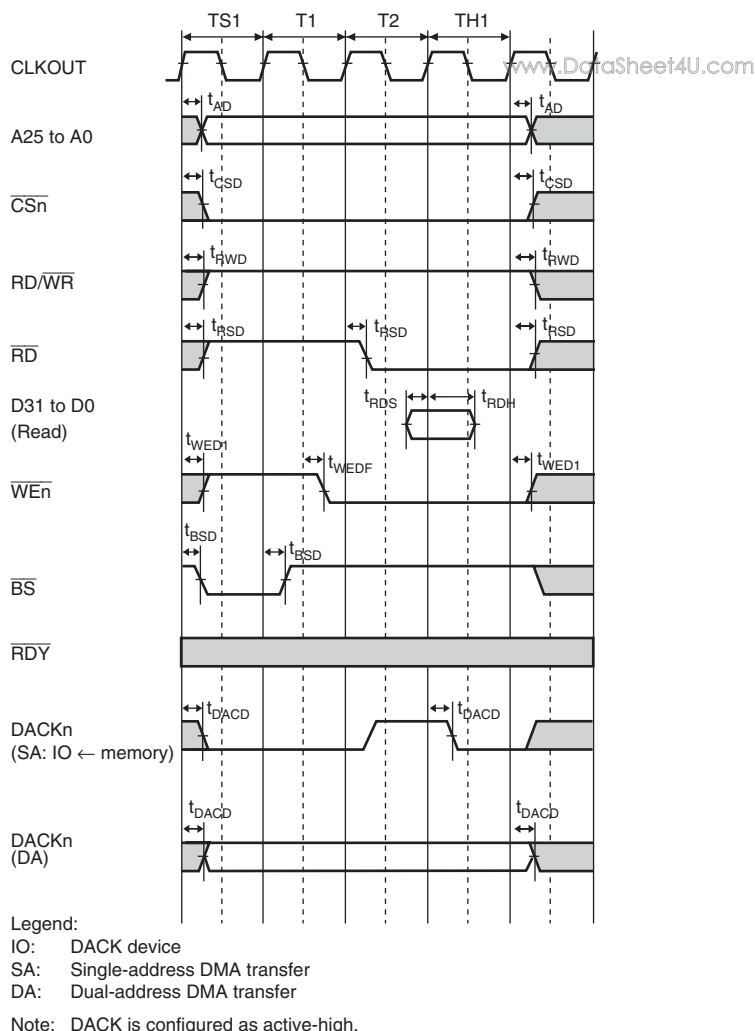 TS1 T1 T2 TH1
CLKOUT
www.DataSheet4U.com
tAD tAD
A25 to A0
tCSD tCSD
CSn
tRWD tRWD
RD/WR
tRSD tRSD tRSD
RD
D31 to D0
(Read)
tRDS tRDH
tWED1 tWEDF tWED1
WEn
tBSD tBSD
BS
RDY
tDACD tDACD
DACKn
(SA: IO ← memory)
tDACD tDACD
DACKn
(DA)
Legend:
IO: DACK device
SA: Single-address DMA transfer
DA: Dual-address DMA transfer
Note: DACK is configured as active-high.